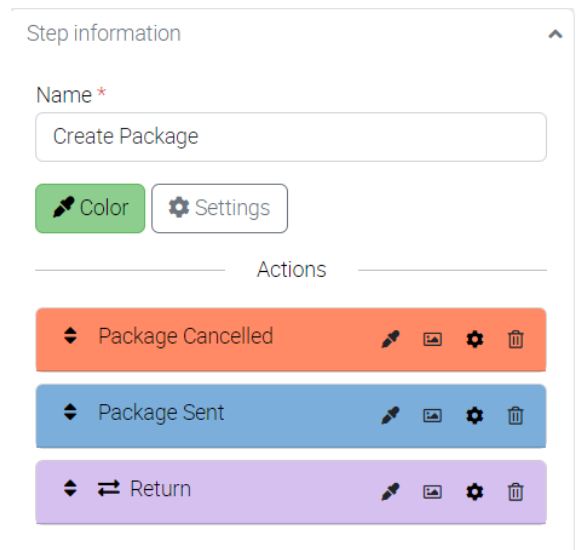 Step information
Name *
Create Package
Color Settings
Actions
Package Cancelled
Package Sent
Return